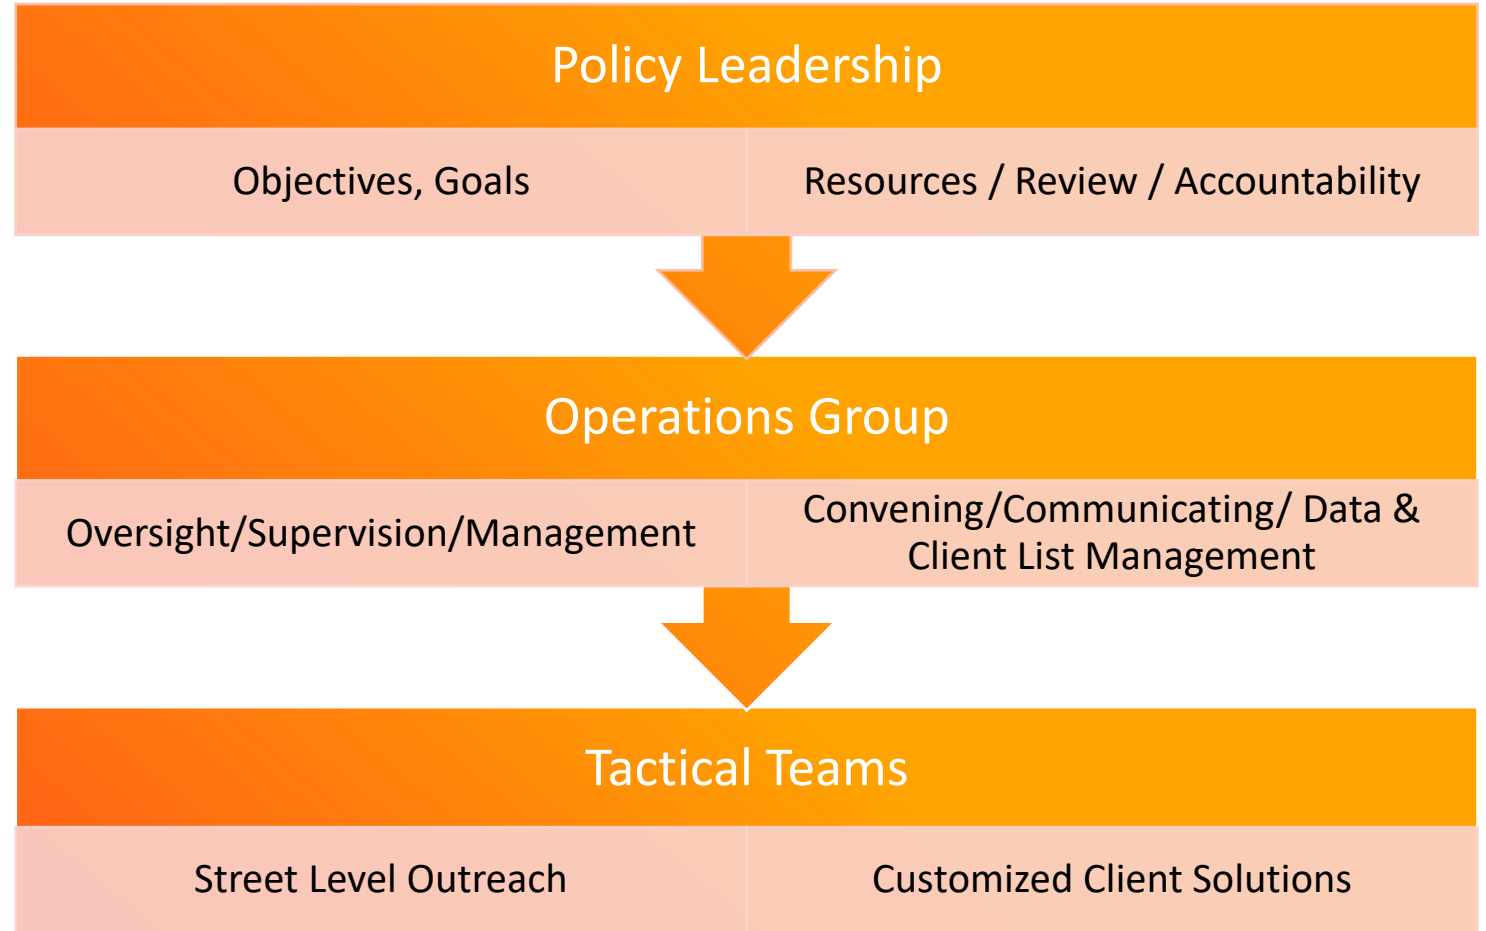 Policy Leadership
Objectives, Goals
Resources / Review / Accountability
Operations Group
Oversight/Supervision/Management
Convening/Communicating/ Data &
Client List Management
Tactical Teams
Street Level Outreach
Customized Client Solutions